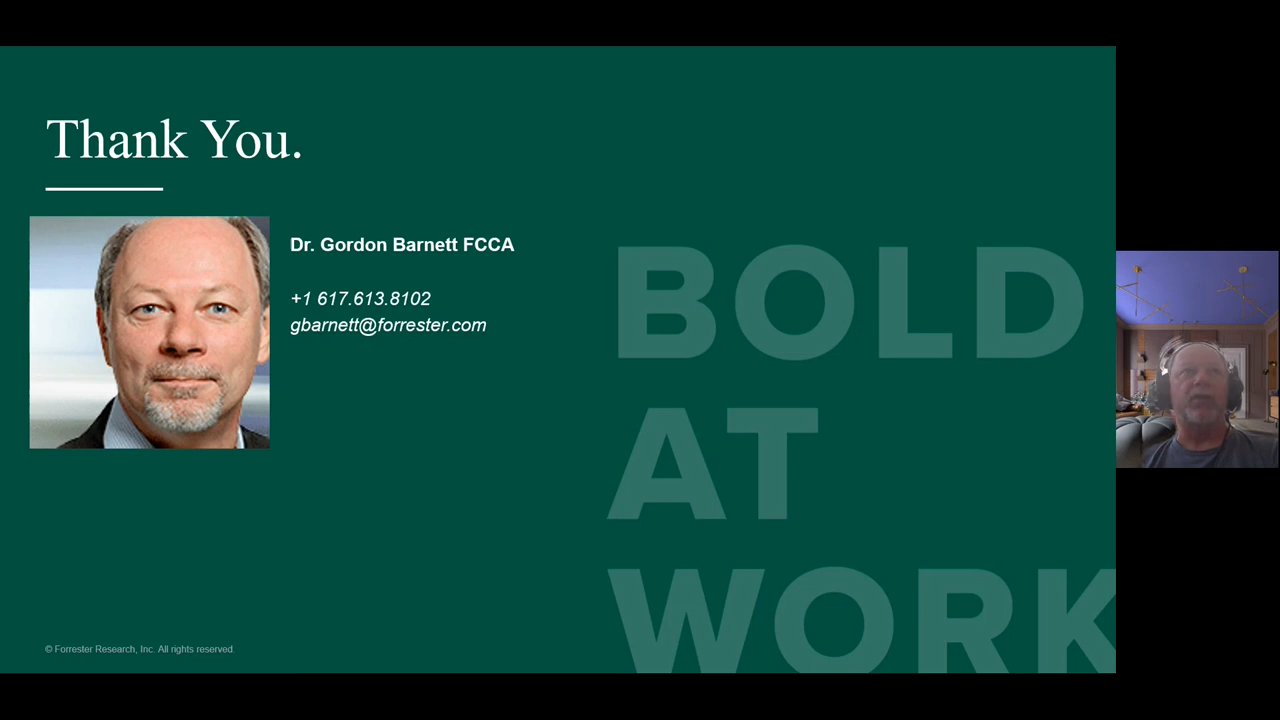 Thank You.
Dr. Gordon Barnett FCCA
+1 617.613.8102
gbarnett@forrester.com
BOLD
AT
WORK
© Forrester Research, Inc. All rights reserved.